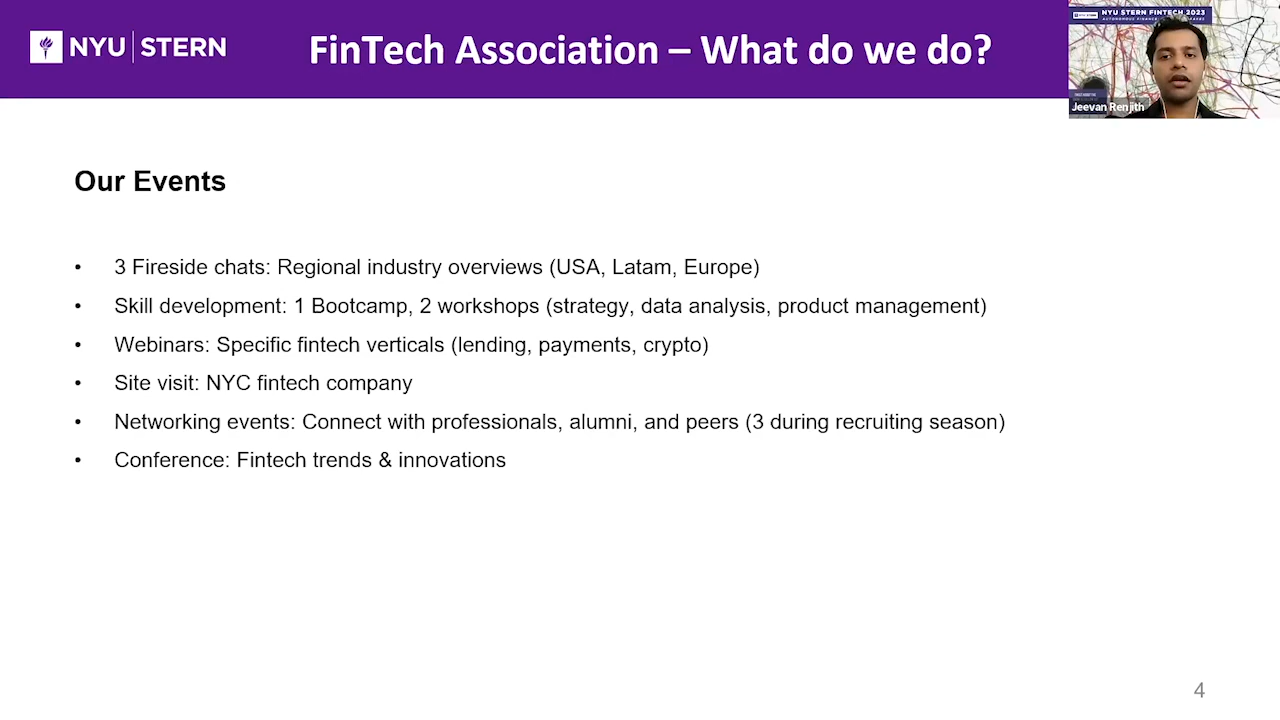 NYU STERN
FinTech Association – What do we do?
NYU STERN FINTECH 2023
Jeevan Renjith
Our Events
• 3 Fireside chats: Regional industry overviews (USA, Latam, Europe)
• Skill development: 1 Bootcamp, 2 workshops (strategy, data analysis, product management)
• Webinars: Specific fintech verticals (lending, payments, crypto)
• Site visit: NYC fintech company
• Networking events: Connect with professionals, alumni, and peers (3 during recruiting season)
• Conference: Fintech trends & innovations
4